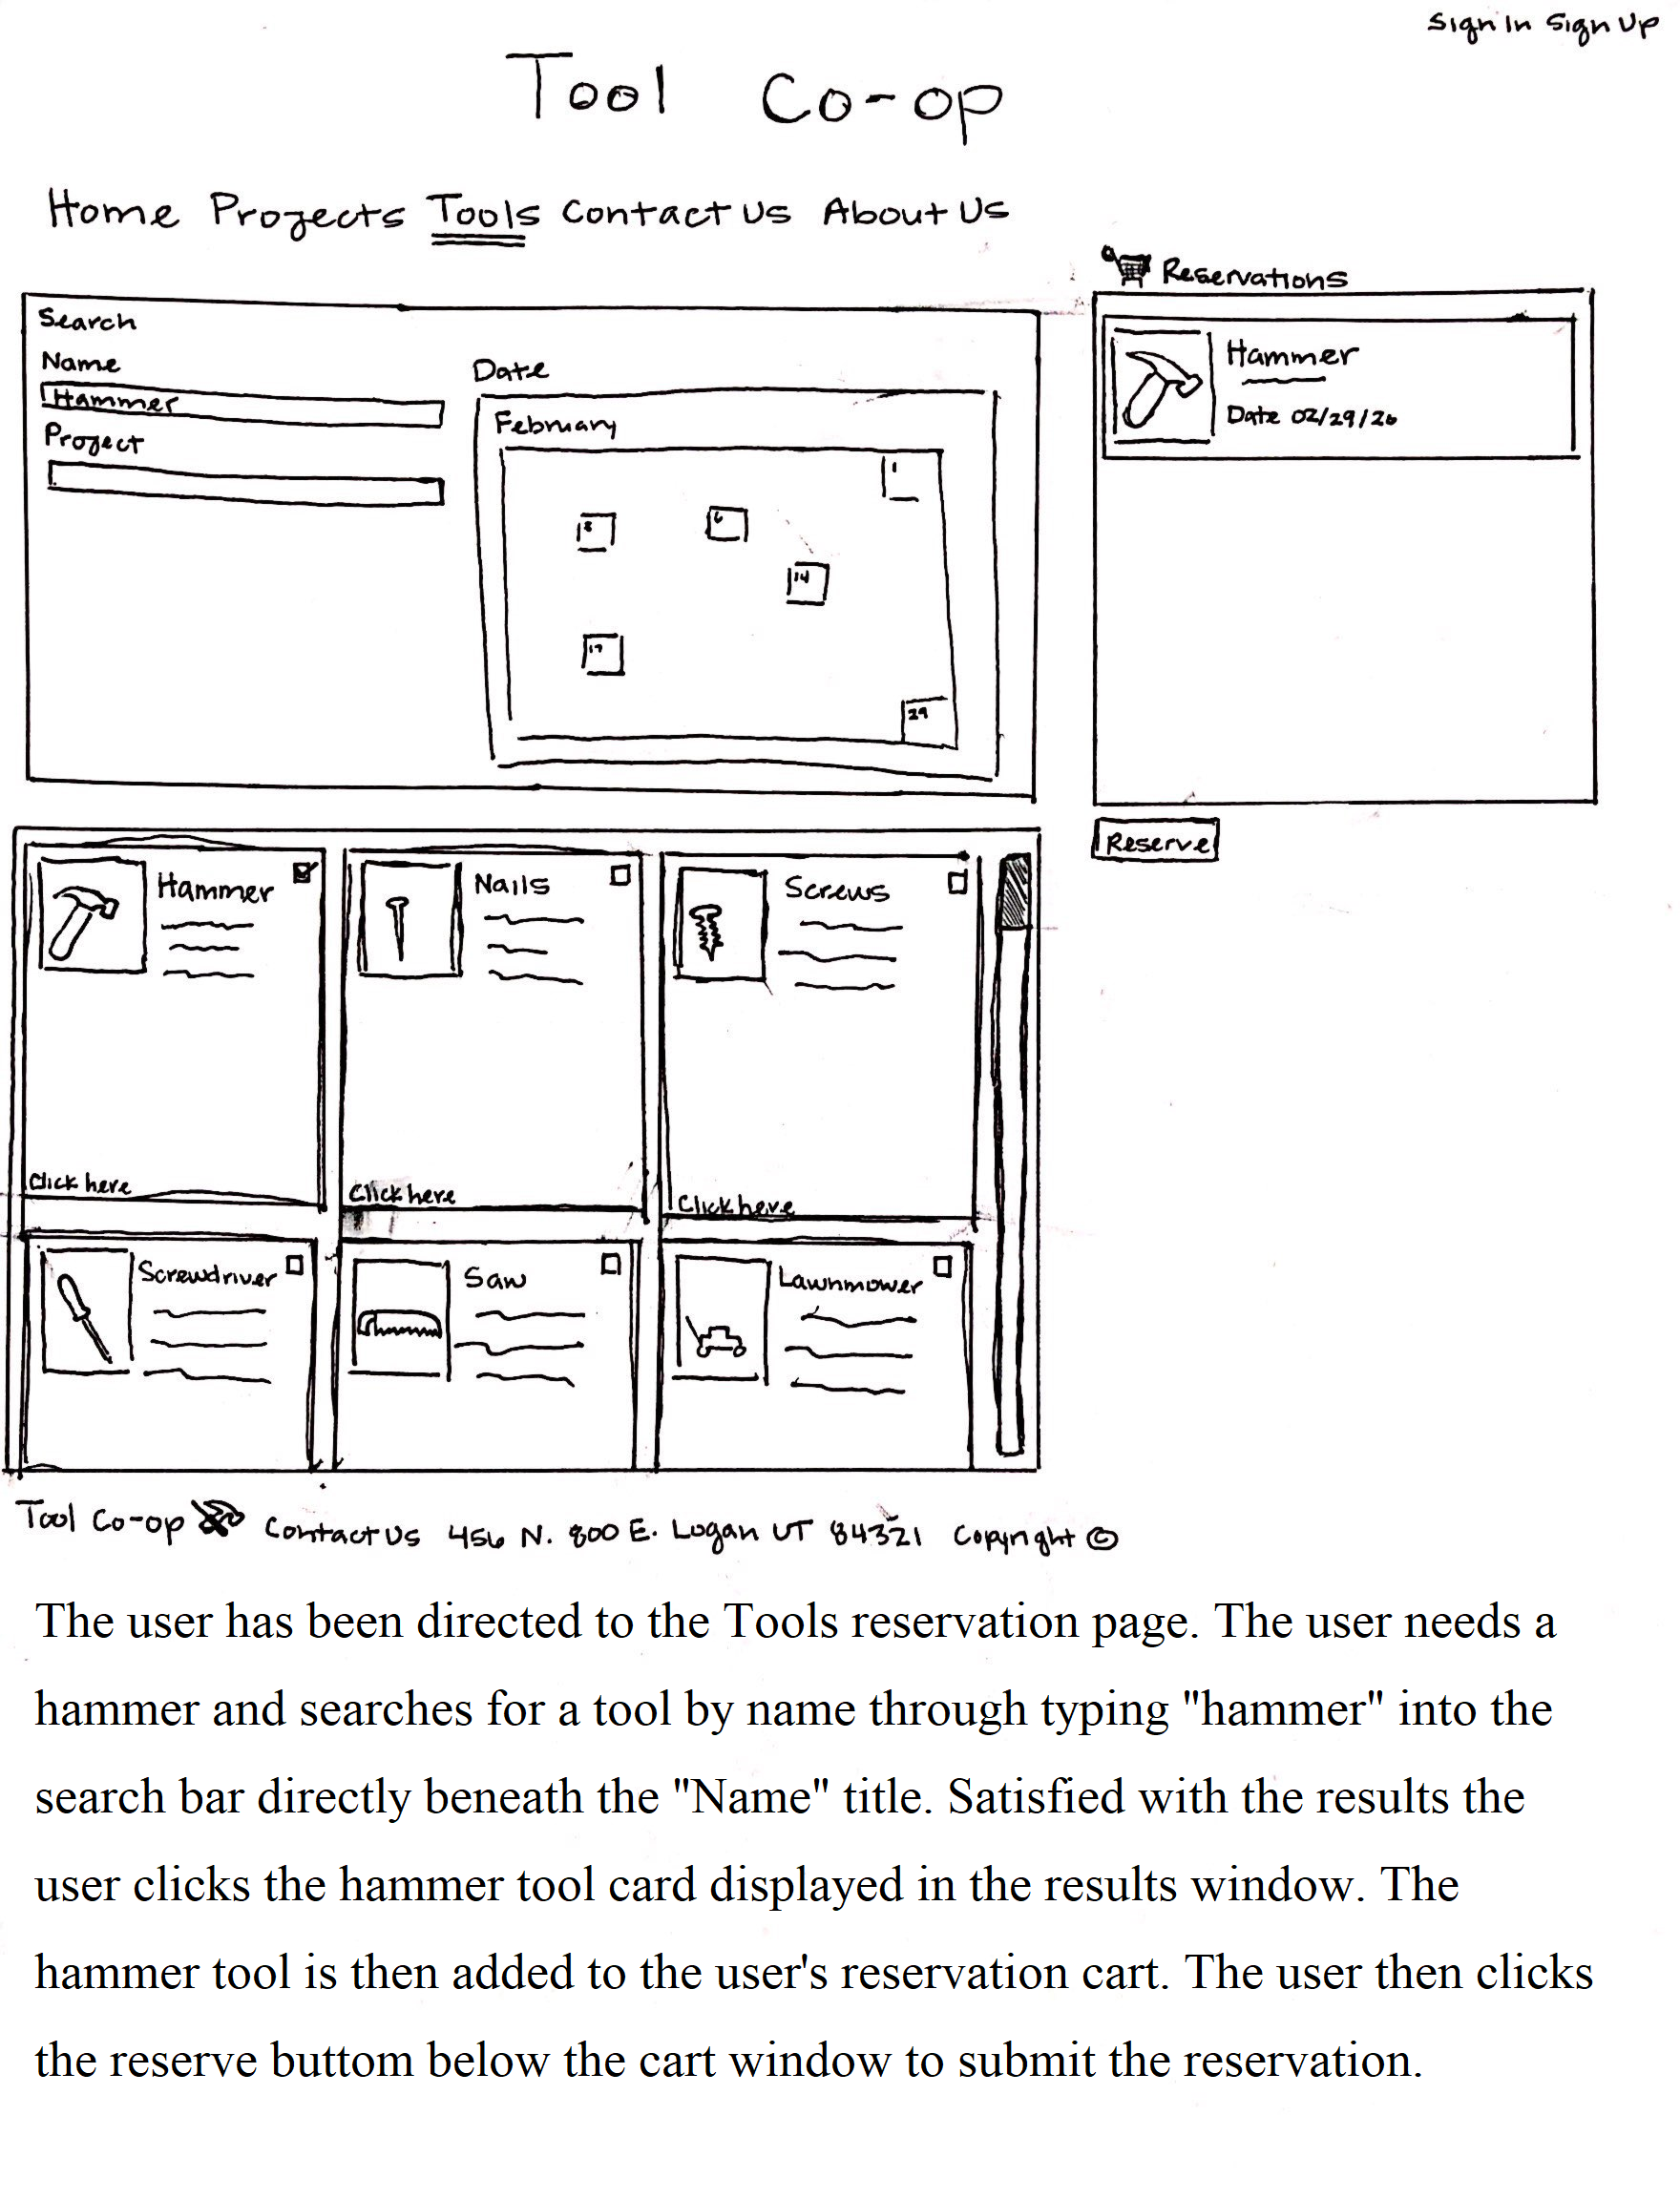 Sign In Sign Up
Tool Co-op
Home Projects Tools Contact Us About Us
Reservations
Search
Name
Hammer
Project
Date
February
1
8
6
14
17
29
Hammer
Date 02/29/26
Reserve
Hammer
Nails
Screws
Click here
Click here
Click here
Screwdriver
Saw
Lawnmower
Tool Co-op Contact Us 456 N. 800 E. Logan UT 84321 Copyright ©
The user has been directed to the Tools reservation page. The user needs a
hammer and searches for a tool by name through typing "hammer" into the
search bar directly beneath the "Name" title. Satisfied with the results the
user clicks the hammer tool card displayed in the results window. The
hammer tool is then added to the user's reservation cart. The user then clicks
the reserve buttom below the cart window to submit the reservation.